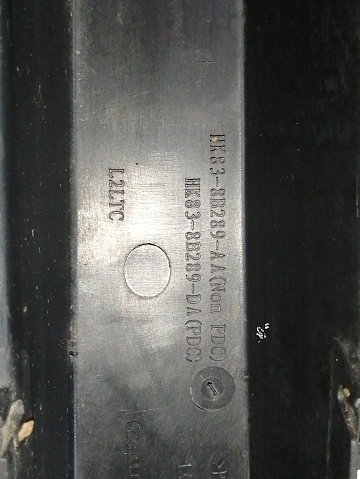 HK83-8B289-AA(Non PDC)
HK83-8B289-DA(PDC)
L2LTC